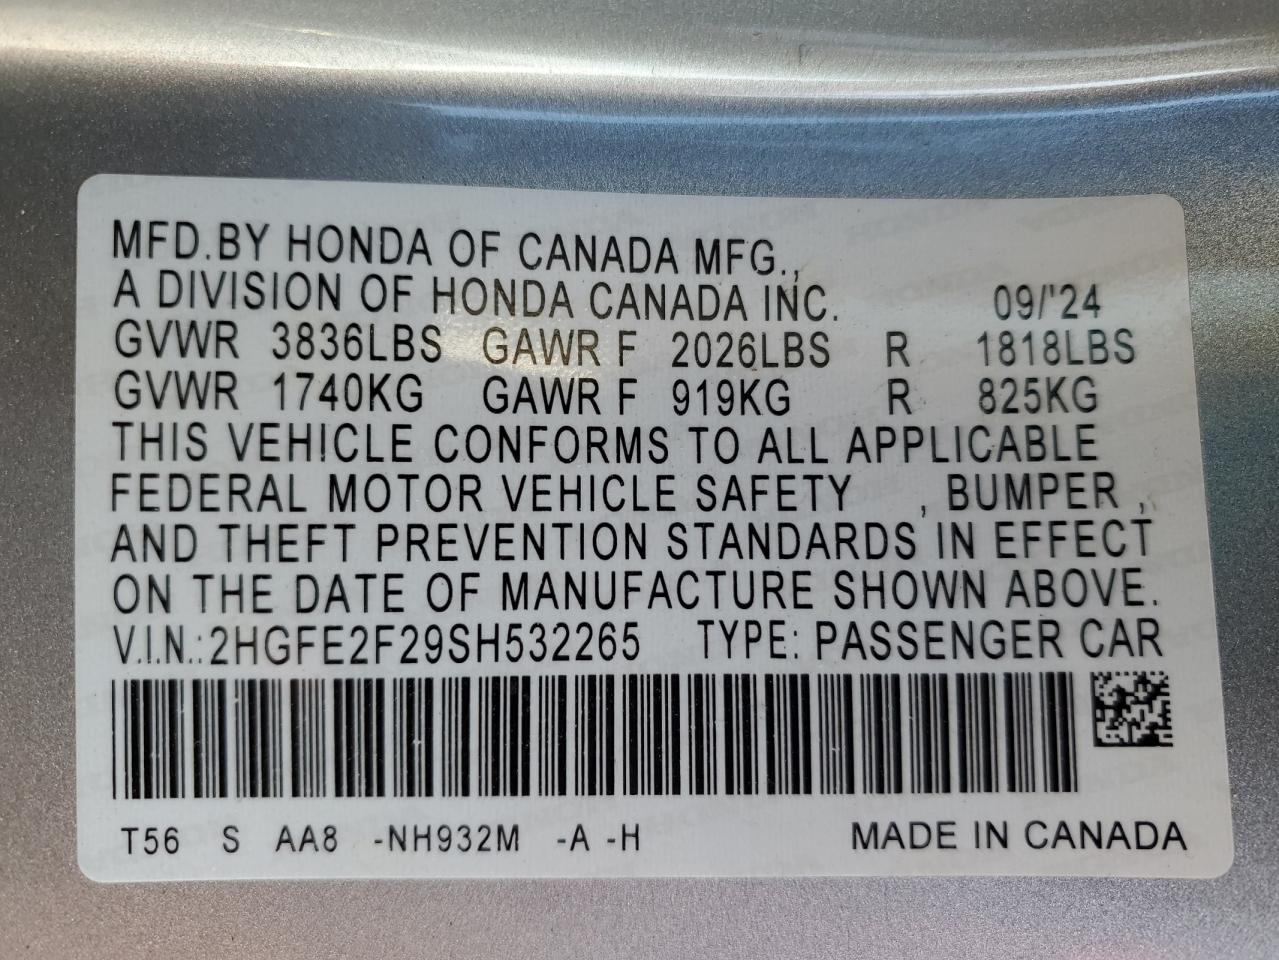 MFD.BY HONDA OF CANADA MFG.,
A DIVISION OF HONDA CANADA INC. 09/'24
GVWR 3836LBS GAWR F 2026LBS R 1818LBS
GVWR 1740KG GAWR F 919KG R 825KG
THIS VEHICLE CONFORMS TO ALL APPLICABLE
FEDERAL MOTOR VEHICLE SAFETY , BUMPER ,
AND THEFT PREVENTION STANDARDS IN EFFECT
ON THE DATE OF MANUFACTURE SHOWN ABOVE.
V.I.N.:2HGFE2F29SH532265 TYPE: PASSENGER CAR
T56 S AA8 -NH932M -A -H MADE IN CANADA